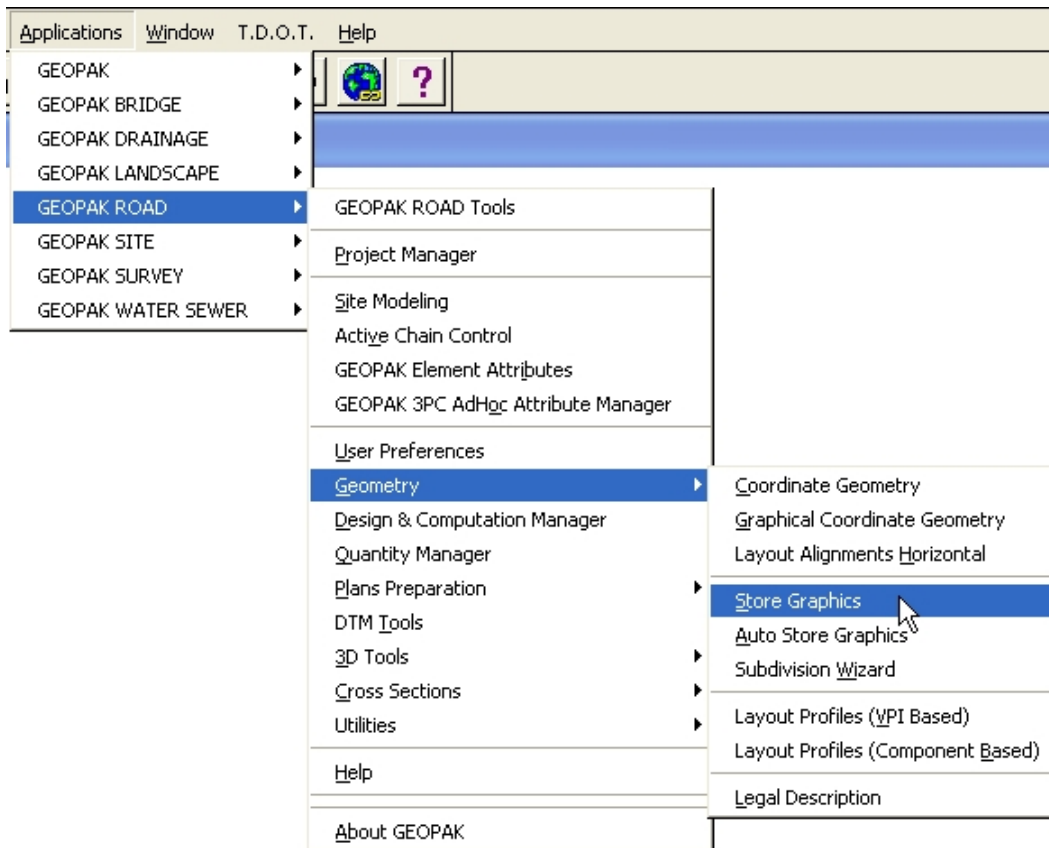 Applications Window T.D.O.T. Help
?
GEOPAK
GEOPAK BRIDGE
GEOPAK DRAINAGE
GEOPAK LANDSCAPE
GEOPAK ROAD
GEOPAK SITE
GEOPAK SURVEY
GEOPAK WATER SEWER
GEOPAK ROAD Tools
Project Manager
Site Modeling
Active Chain Control
GEOPAK Element Attributes
GEOPAK 3PC AdHoc Attribute Manager
User Preferences
Geometry
Design & Computation Manager
Quantity Manager
Plans Preparation
DTM Tools
3D Tools
Cross Sections
Utilities
Help
About GEOPAK
Coordinate Geometry
Graphical Coordinate Geometry
Layout Alignments Horizontal
Store Graphics
Auto Store Graphics
Subdivision Wizard
Layout Profiles (VPI Based)
Layout Profiles (Component Based)
Legal Description